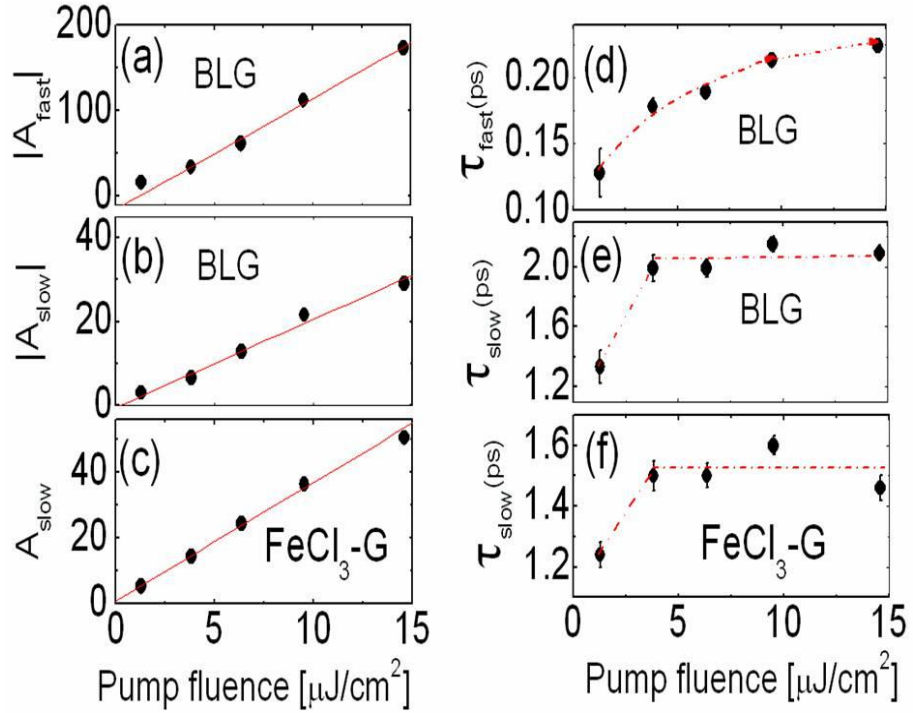 200
100
0
|A_fast|
(a)
BLG
40
20
0
|A_slow|
(b)
BLG
40
20
0
A_slow
(c)
FeCl₃-G
0 5 10 15
Pump fluence [μJ/cm²]
0.20
0.15
0.10
τ_fast(ps)
(d)
BLG
2.0
1.6
1.2
τ_slow(ps)
(e)
BLG
1.6
1.4
1.2
τ_slow(ps)
(f)
FeCl₃-G
0 5 10 15
Pump fluence [μJ/cm²]